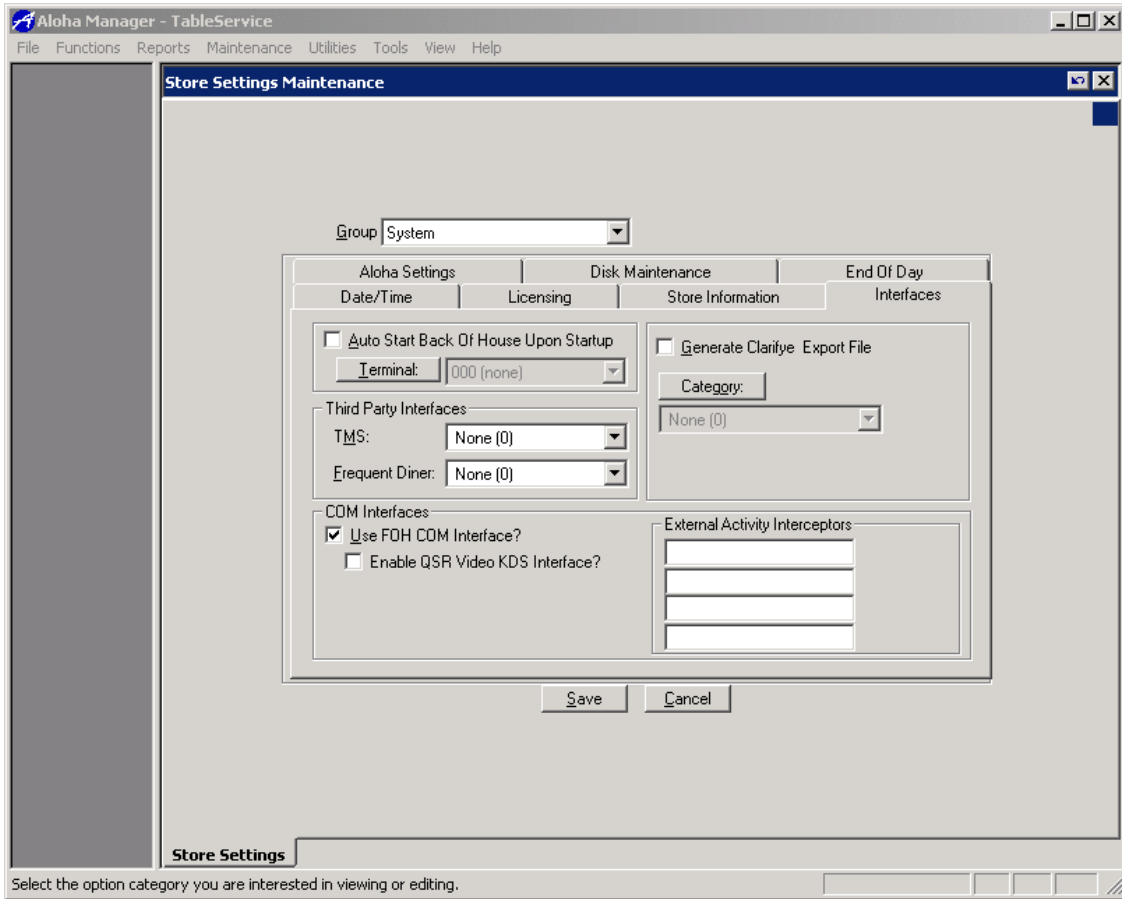 Aloha Manager - TableService
File Functions Reports Maintenance Utilities Tools View Help
Store Settings Maintenance
Group System
Aloha Settings Disk Maintenance End Of Day
Date/Time Licensing Store Information Interfaces
Auto Start Back Of House Upon Startup
Terminal: 000 (none)
Generate Clarifye Export File
Category:
None (0)
Third Party Interfaces
TMS: None (0)
Frequent Diner: None (0)
COM Interfaces
Use FOH COM Interface?
Enable QSR Video KDS Interface?
External Activity Interceptors
Save Cancel
Store Settings
Select the option category you are interested in viewing or editing.